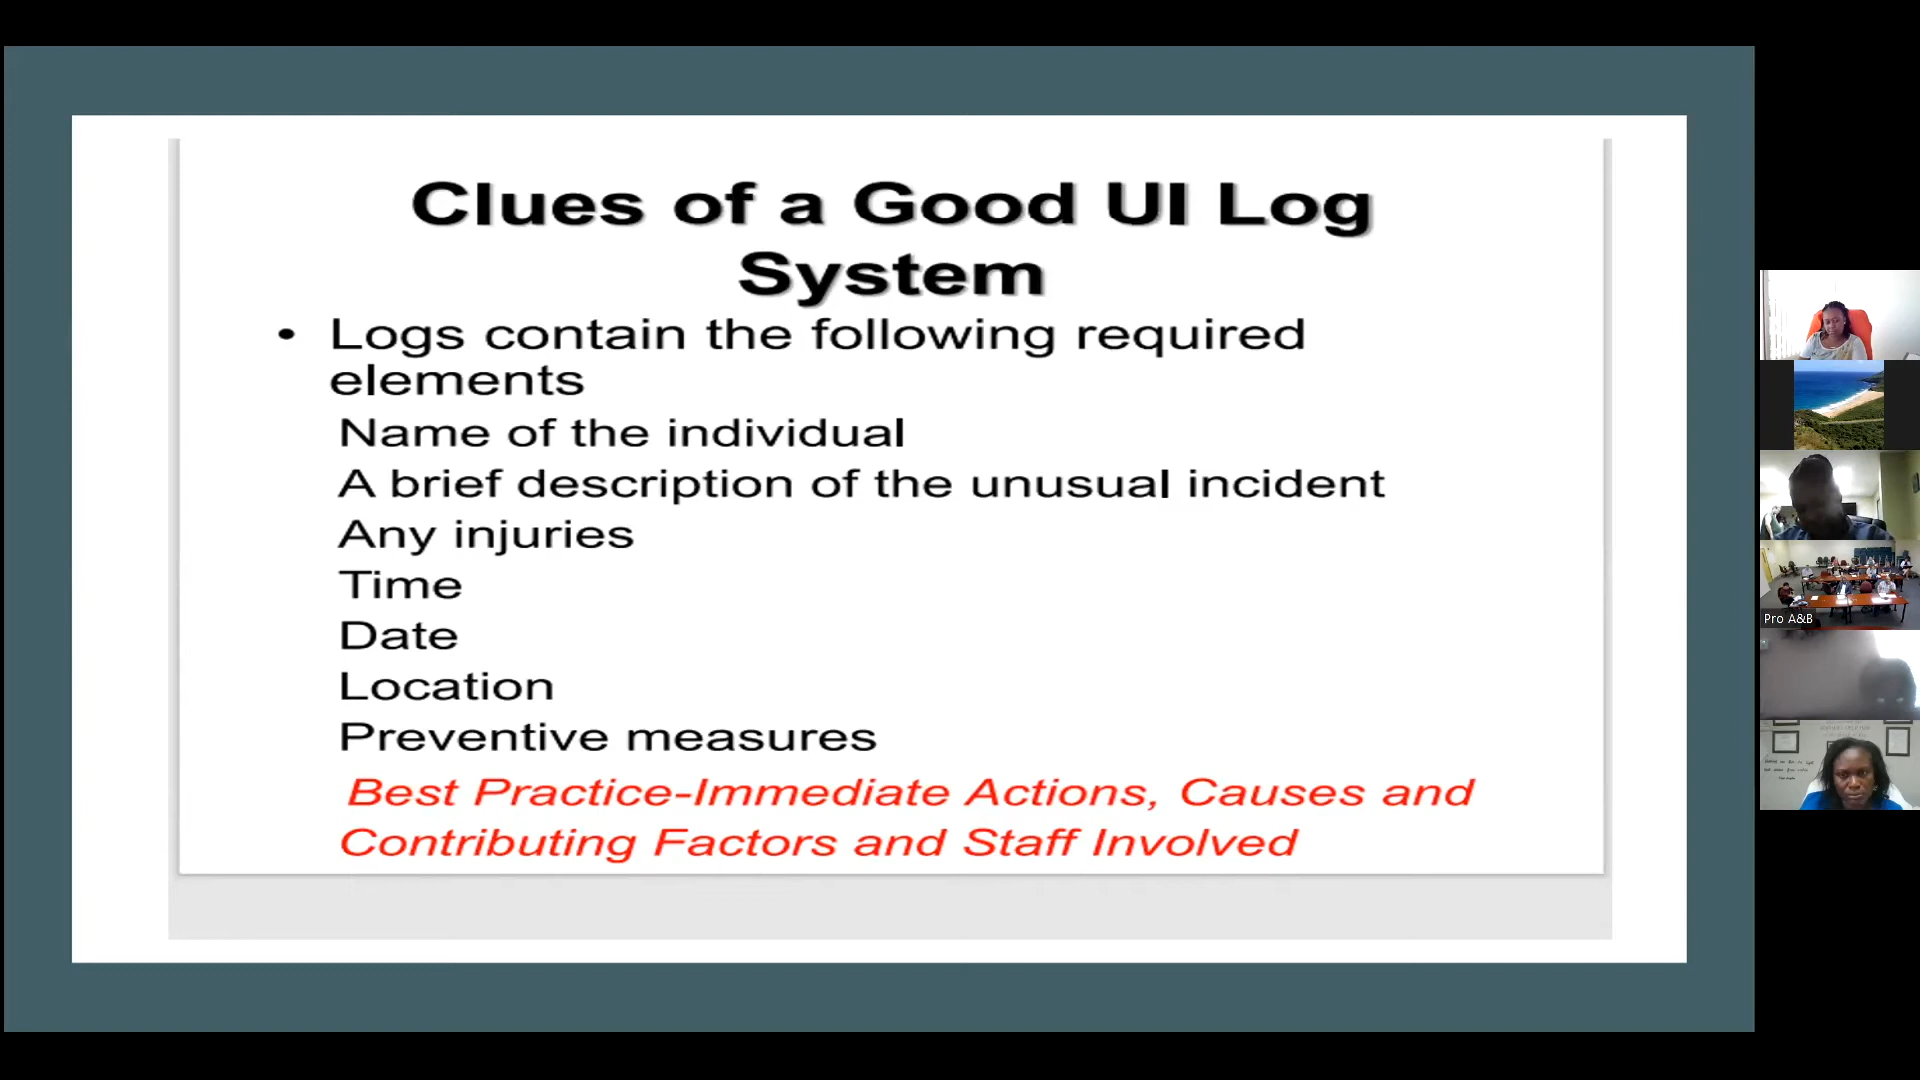 Clues of a Good UI Log
System
• Logs contain the following required
elements
Name of the individual
A brief description of the unusual incident
Any injuries
Time
Date
Location
Preventive measures
Best Practice-Immediate Actions, Causes and
Contributing Factors and Staff Involved
Pro A&B